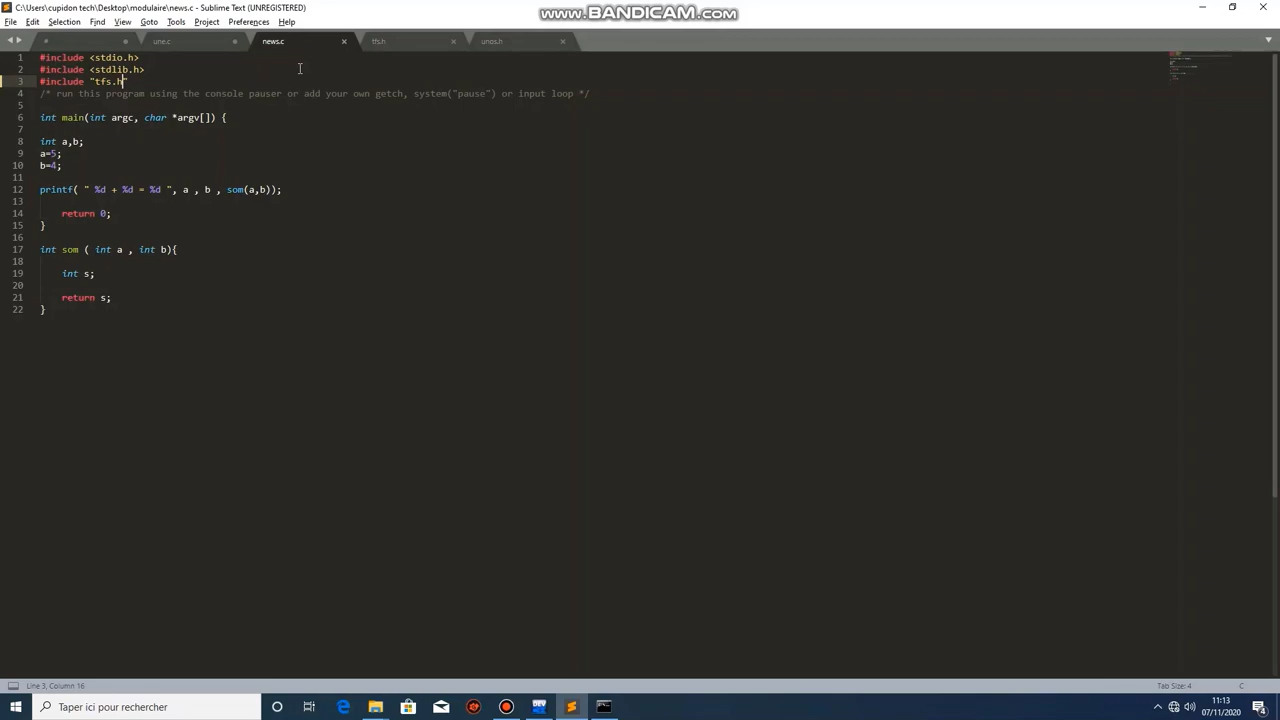 C:\Users\cupidon tech\Desktop\modulaire\news.c - Sublime Text (UNREGISTERED)
WWW.BANDICAM.COM
File Edit Selection Find View Goto Tools Project Preferences Help
une.c news.c tfs.h unos.h
1 #include <stdio.h>
2 #include <stdlib.h>
3 #include "tfs.h"
4 /* run this program using the console pauser or add your own getch, system("pause") or input loop */
5
6 int main(int argc, char *argv[]) {
7
8 int a,b;
9 a=5;
10 b=4;
11
12 printf( " %d + %d = %d ", a , b , som(a,b));
13
14 return 0;
15 }
16
17 int som ( int a , int b){
18
19 int s;
20
21 return s;
22 }
Line 3, Column 16
Tab Size: 4
C
Taper ici pour rechercher
DEV
11:13
07/11/2020
4